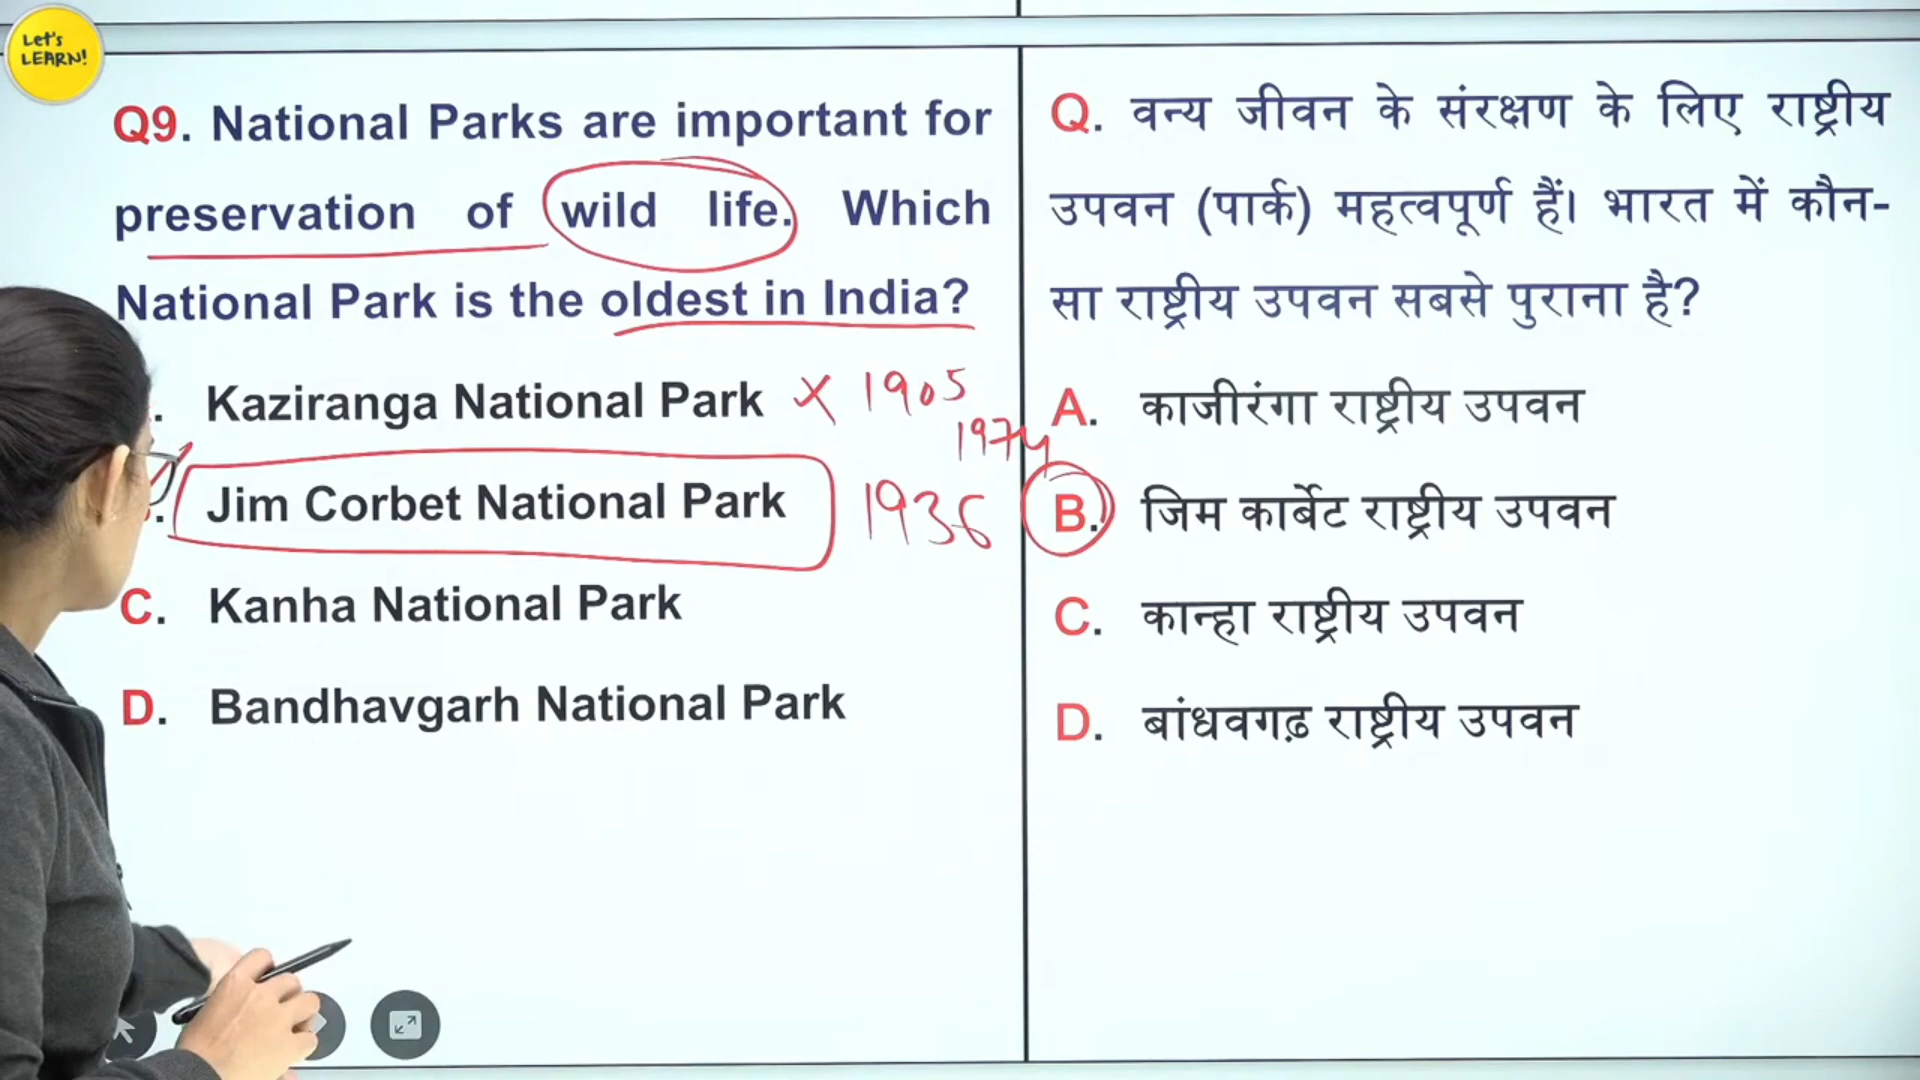 Let's
LEARN!
Q9. National Parks are important for
preservation of wild life. Which
National Park is the oldest in India?
. Kaziranga National Park X 1905
1974
. Jim Corbet National Park 1936
C. Kanha National Park
D. Bandhavgarh National Park
Q. वन्य जीवन के संरक्षण के लिए राष्ट्रीय
उपवन (पार्क) महत्वपूर्ण हैं। भारत में कौन-
सा राष्ट्रीय उपवन सबसे पुराना है?
A. काजीरंगा राष्ट्रीय उपवन
B. जिम कार्बेट राष्ट्रीय उपवन
C. कान्हा राष्ट्रीय उपवन
D. बांधवगढ़ राष्ट्रीय उपवन